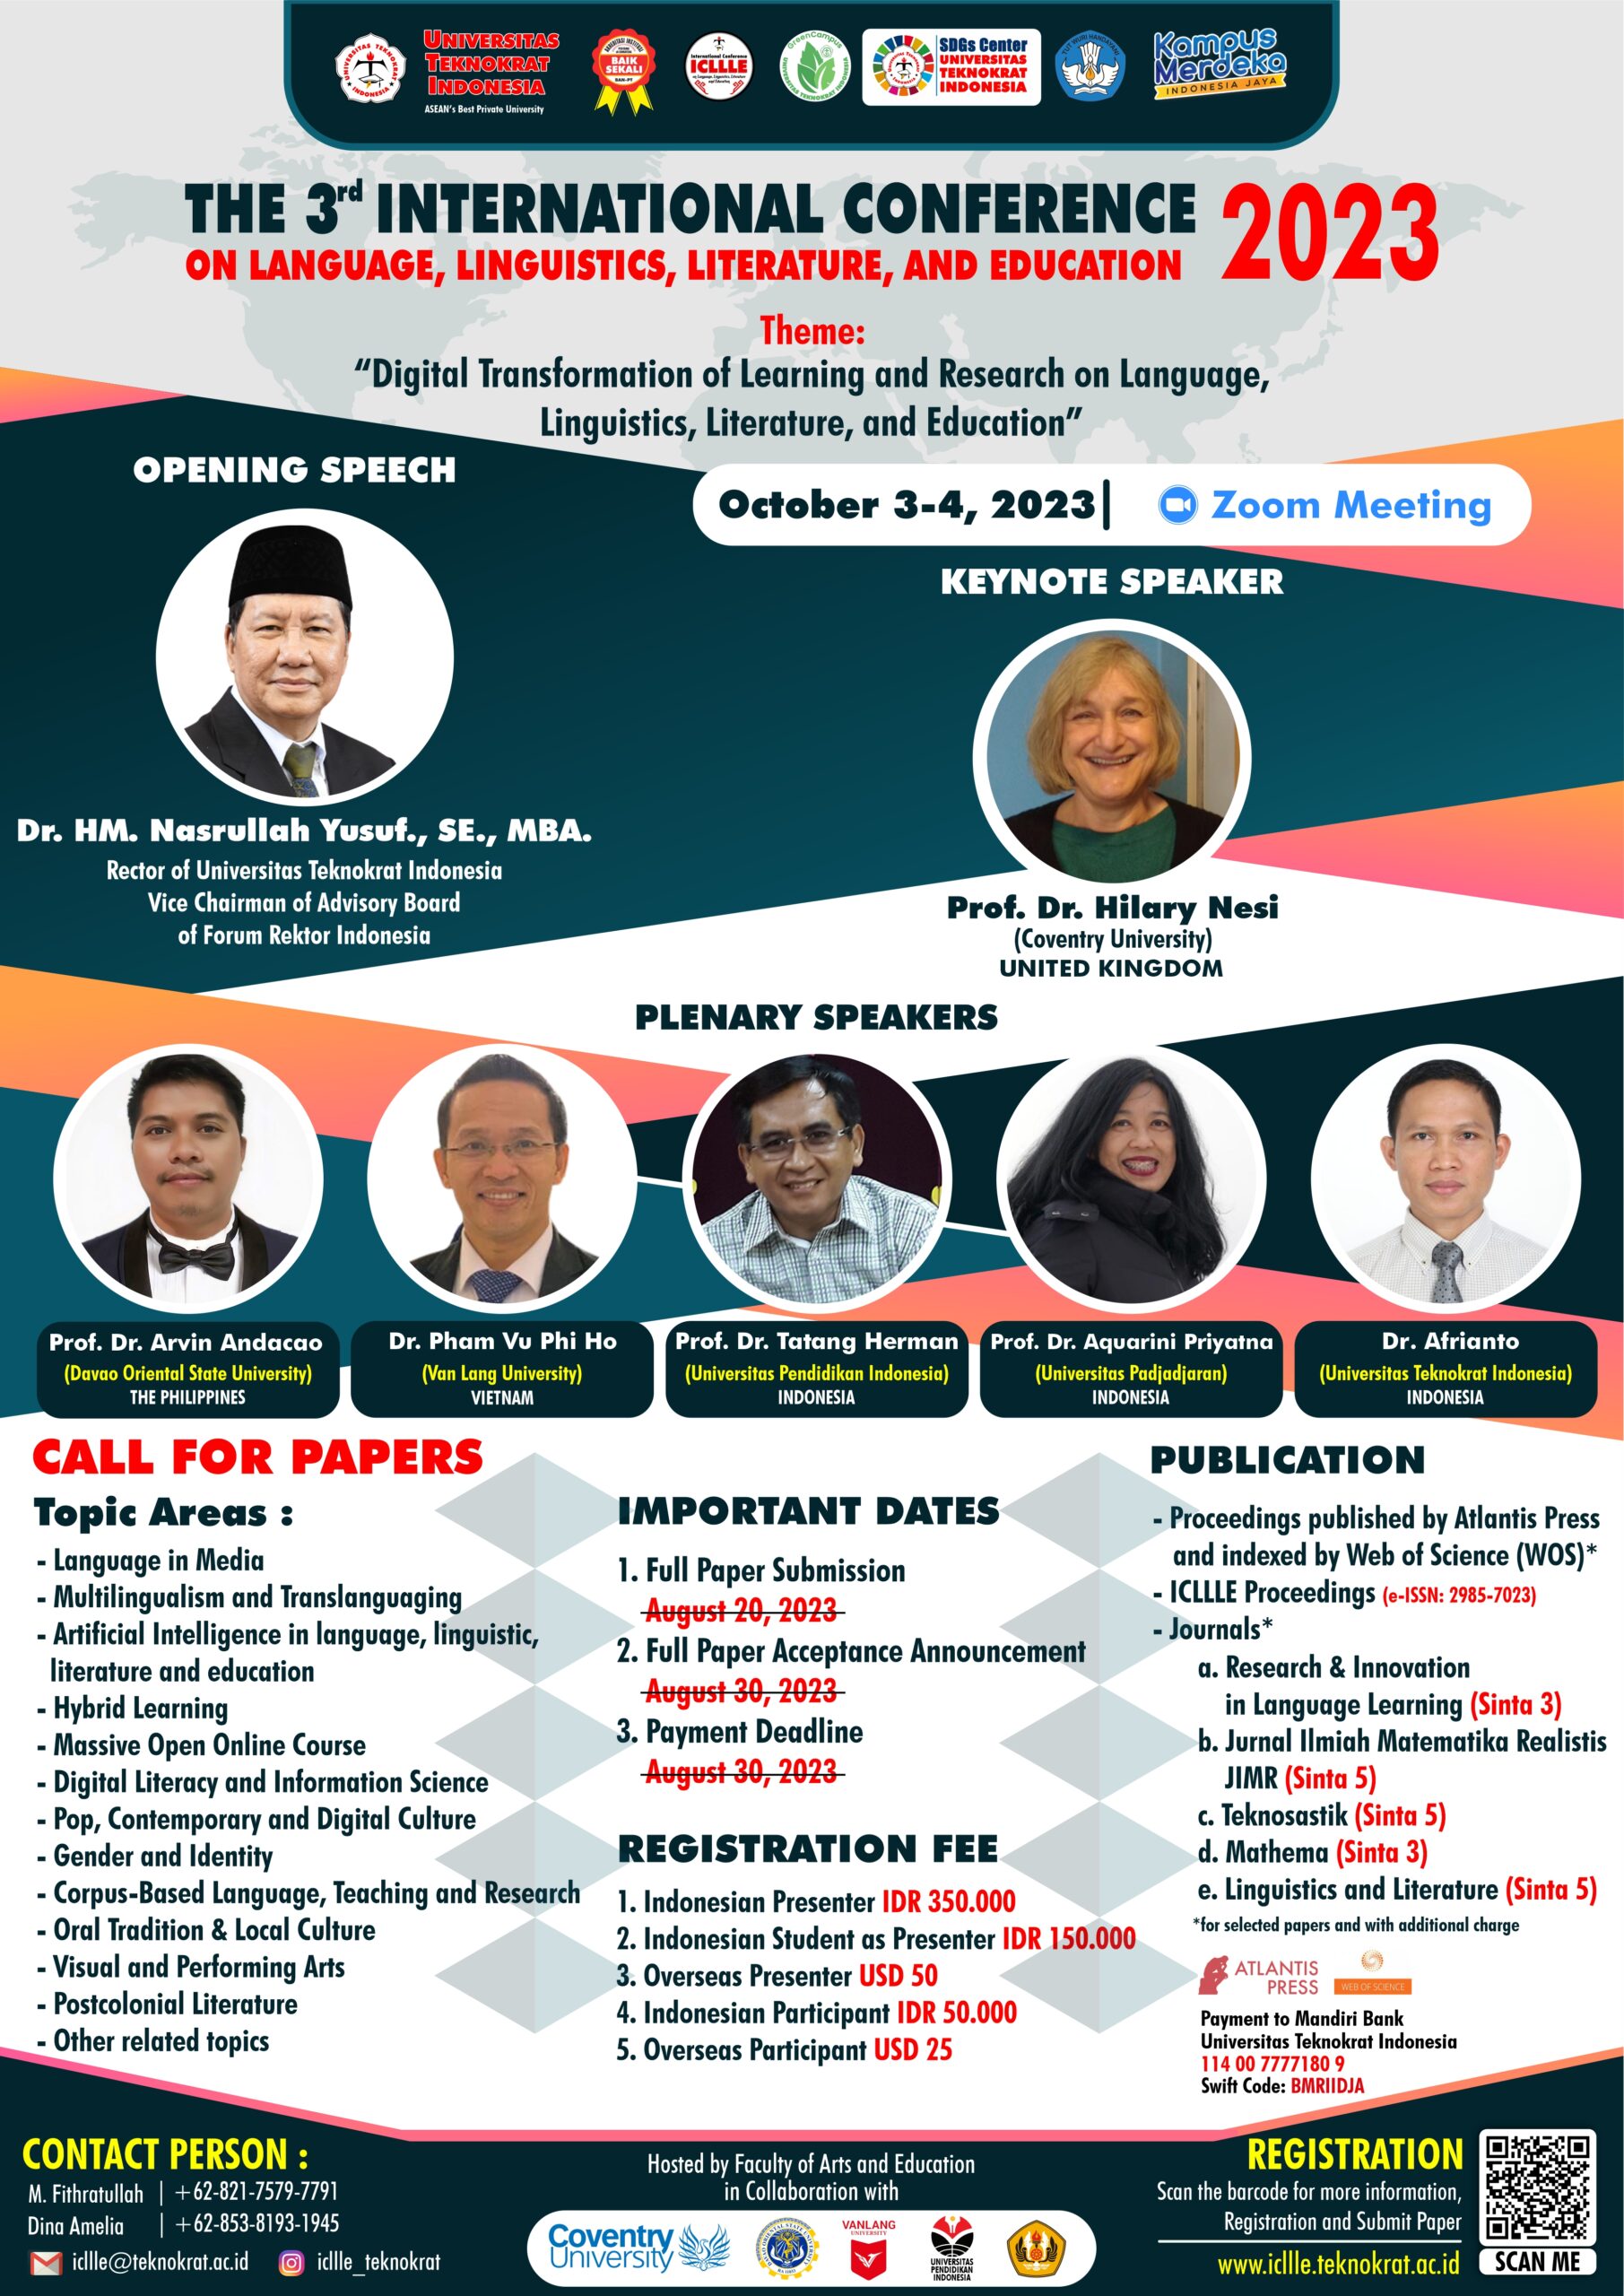 UNIVERSITAS
TEKNOKRAT
INDONESIA
ASEAN's Best Private University
BAIK
SEKALI
BAN-PT
International Conference
ICLLLE
GreenCampus
UNIVERSITAS TEKNOKRAT INDONESIA
SDGs Center
UNIVERSITAS
TEKNOKRAT
INDONESIA
TUT WURI HANDAYANI
Kampus
Merdeka
INDONESIA JAYA
THE 3rd INTERNATIONAL CONFERENCE 2023
ON LANGUAGE, LINGUISTICS, LITERATURE, AND EDUCATION
Theme:
“Digital Transformation of Learning and Research on Language,
Linguistics, Literature, and Education”
October 3-4, 2023| Zoom Meeting
OPENING SPEECH
Dr. HM. Nasrullah Yusuf., SE., MBA.
Rector of Universitas Teknokrat Indonesia
Vice Chairman of Advisory Board
of Forum Rektor Indonesia
KEYNOTE SPEAKER
Prof. Dr. Hilary Nesi
(Coventry University)
UNITED KINGDOM
PLENARY SPEAKERS
Prof. Dr. Arvin Andacao
(Davao Oriental State University)
THE PHILIPPINES
Dr. Pham Vu Phi Ho
(Van Lang University)
VIETNAM
Prof. Dr. Tatang Herman
(Universitas Pendidikan Indonesia)
INDONESIA
Prof. Dr. Aquarini Priyatna
(Universitas Padjadjaran)
INDONESIA
Dr. Afrianto
(Universitas Teknokrat Indonesia)
INDONESIA
CALL FOR PAPERS
Topic Areas :
- Language in Media
- Multilingualism and Translanguaging
- Artificial Intelligence in language, linguistic,
literature and education
- Hybrid Learning
- Massive Open Online Course
- Digital Literacy and Information Science
- Pop, Contemporary and Digital Culture
- Gender and Identity
- Corpus-Based Language, Teaching and Research
- Oral Tradition & Local Culture
- Visual and Performing Arts
- Postcolonial Literature
- Other related topics
IMPORTANT DATES
1. Full Paper Submission
August 20, 2023
2. Full Paper Acceptance Announcement
August 30, 2023
3. Payment Deadline
August 30, 2023
REGISTRATION FEE
1. Indonesian Presenter IDR 350.000
2. Indonesian Student as Presenter IDR 150.000
3. Overseas Presenter USD 50
4. Indonesian Participant IDR 50.000
5. Overseas Participant USD 25
PUBLICATION
- Proceedings published by Atlantis Press
and indexed by Web of Science (WOS)*
- ICLLLE Proceedings (e-ISSN: 2985-7023)
- Journals*
a. Research & Innovation
in Language Learning (Sinta 3)
b. Jurnal Ilmiah Matematika Realistis
JIMR (Sinta 5)
c. Teknosastik (Sinta 5)
d. Mathema (Sinta 3)
e. Linguistics and Literature (Sinta 5)
*for selected papers and with additional charge
ATLANTIS
PRESS
WEB OF SCIENCE
Payment to Mandiri Bank
Universitas Teknokrat Indonesia
114 00 7777180 9
Swift Code: BMRIIDJA
CONTACT PERSON :
M. Fithratullah | +62-821-7579-7791
Dina Amelia | +62-853-8193-1945
icllle@teknokrat.ac.id icllle_teknokrat
Hosted by Faculty of Arts and Education
in Collaboration with
Coventry
University
VANLANG
UNIVERSITY
UNIVERSITAS
PENDIDIKAN
INDONESIA
REGISTRATION
Scan the barcode for more information,
Registration and Submit Paper
www.icllle.teknokrat.ac.id
SCAN ME